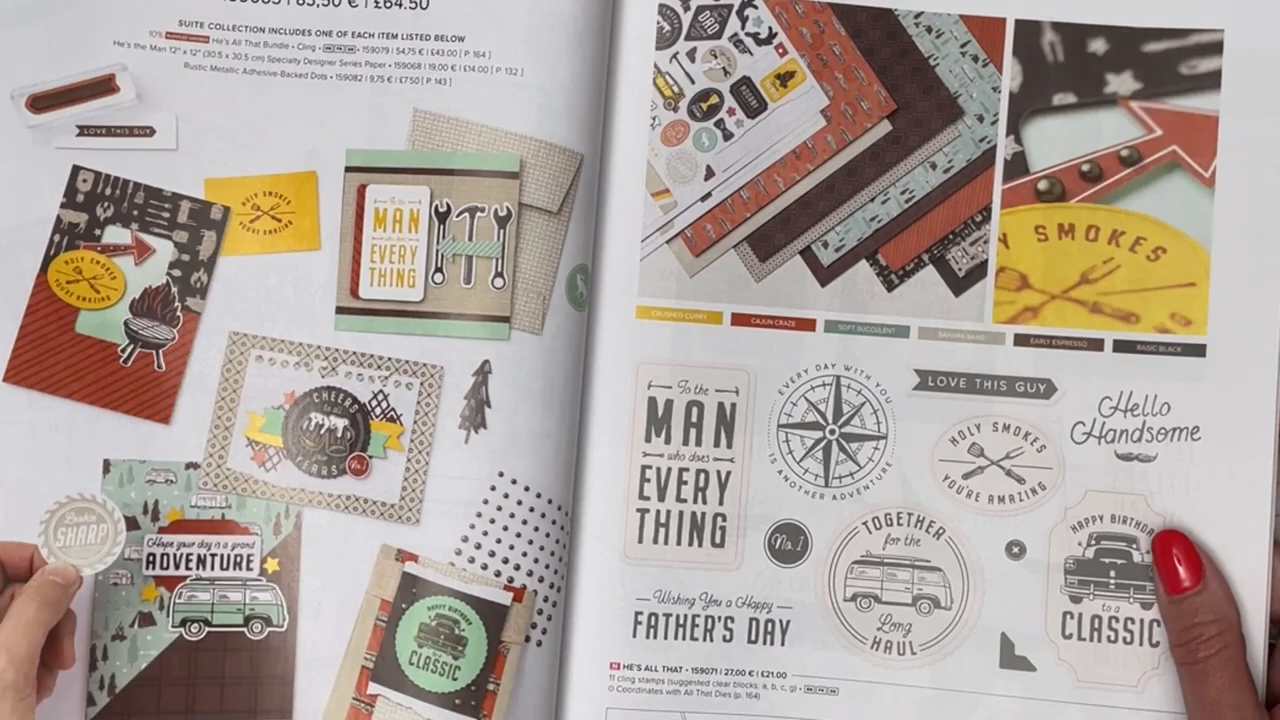 SUITE COLLECTION INCLUDES ONE OF EACH ITEM LISTED BELOW
10% He's All That Bundle • Cling • 159079 | 54,75 € | £43.00 [ P. 164 ]
He's the Man 12" x 12" (30.5 x 30.5 cm) Specialty Designer Series Paper • 159068 | 19,00 € | £14.00 [ P. 132 ]
Rustic Metallic Adhesive-Backed Dots • 159082 | 9,75 € | £7.50 [ P. 143 ]
LOVE THIS GUY
HOLY SMOKES
YOU'RE AMAZING
HOLY SMOKES
YOU'RE AMAZING
To the
MAN
who does
EVERY
THING
CHEERS
to all
YEARS!
No. 1
Lookin'
SHARP
Hope your day is a grand
ADVENTURE
HAPPY BIRTHDAY
to a
CLASSIC
DAD
Y SMOKES
CRUSHED CURRY
CAJUN CRAZE
SOFT SUCCULENT
SAHARA SAND
EARLY ESPRESSO
BASIC BLACK
To the
MAN
who does
EVERY
THING
EVERY DAY WITH YOU
IS ANOTHER ADVENTURE
LOVE THIS GUY
HOLY SMOKES
YOU'RE AMAZING
Hello
Handsome
No. 1
TOGETHER
for the
Long
HAUL
HAPPY BIRTHDA
to a
CLASSIC
Wishing You a Happy
FATHER'S DAY
N HE'S ALL THAT • 159071 | 27,00 € | £21.00
11 cling stamps (suggested clear blocks: a, b, c, g) •
O Coordinates with All That Dies (p. 164)